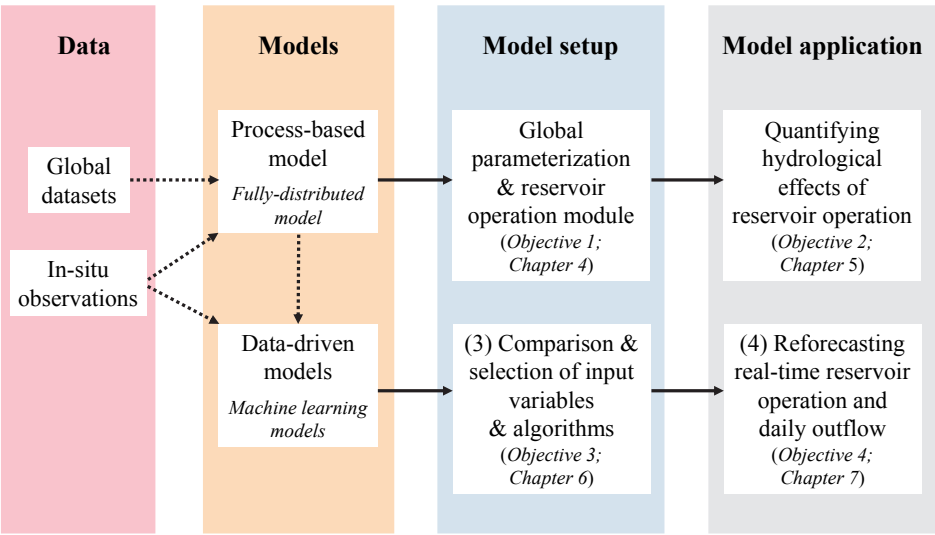 Data
Models
Model setup
Model application
Global
datasets
In-situ
observations
Process-based
model
Fully-distributed
model
Data-driven
models
Machine learning
models
Global
parameterization
& reservoir
operation module
(Objective 1;
Chapter 4)
(3) Comparison &
selection of input
variables
& algorithms
(Objective 3;
Chapter 6)
Quantifying
hydrological
effects of
reservoir operation
(Objective 2;
Chapter 5)
(4) Reforecasting
real-time reservoir
operation and
daily outflow
(Objective 4;
Chapter 7)